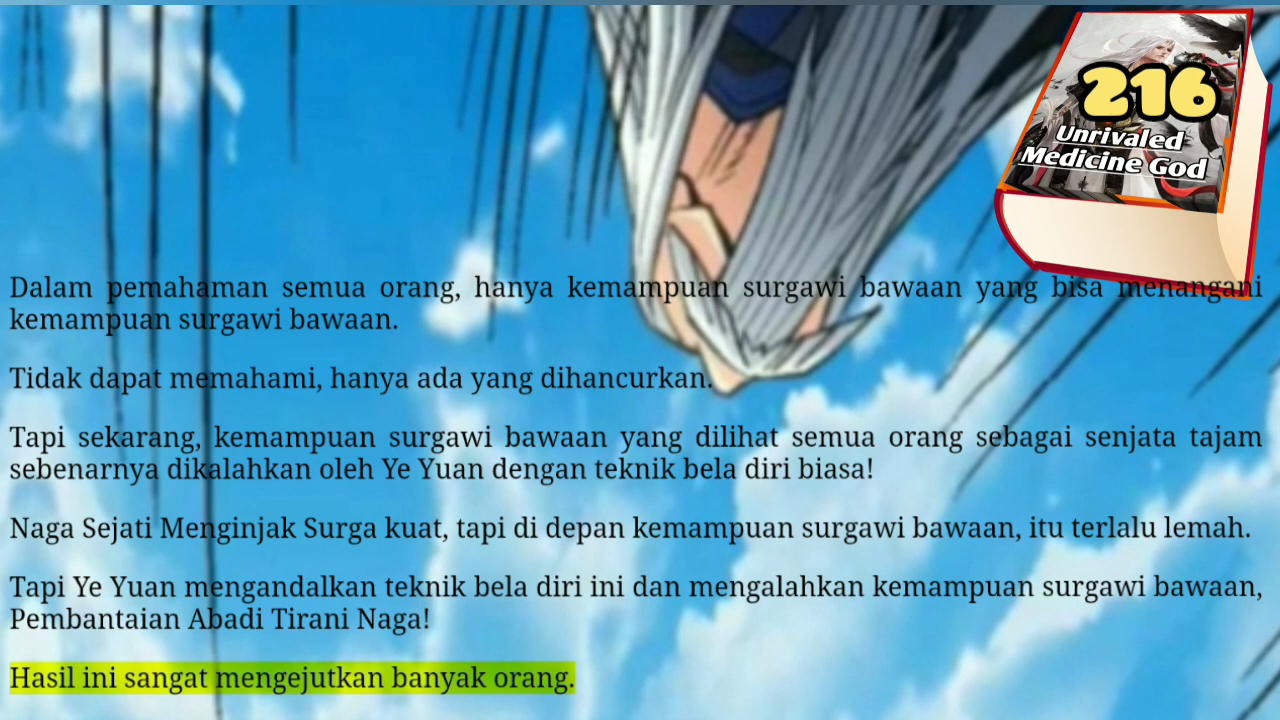 216
Unrivaled
Medicine God
Dalam pemahaman semua orang, hanya kemampuan surgawi bawaan yang bisa menangani
kemampuan surgawi bawaan.
Tidak dapat memahami, hanya ada yang dihancurkan.
Tapi sekarang, kemampuan surgawi bawaan yang dilihat semua orang sebagai senjata tajam
sebenarnya dikalahkan oleh Ye Yuan dengan teknik bela diri biasa!
Naga Sejati Menginjak Surga kuat, tapi di depan kemampuan surgawi bawaan, itu terlalu lemah.
Tapi Ye Yuan mengandalkan teknik bela diri ini dan mengalahkan kemampuan surgawi bawaan,
Pembantaian Abadi Tirani Naga!
Hasil ini sangat mengejutkan banyak orang.